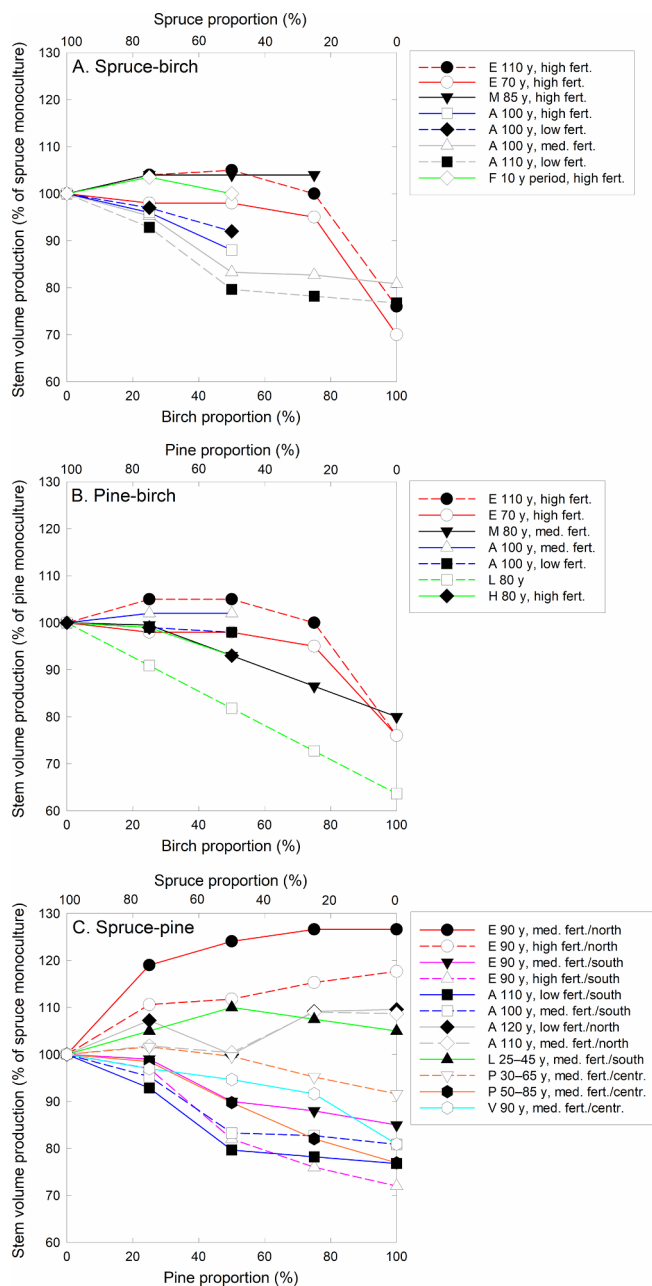 Spruce proportion (%)
100 80 60 40 20 0
A. Spruce-birch
Stem volume production (% of spruce monoculture)
130
120
110
100
90
80
70
60
0 20 40 60 80 100
Birch proportion (%)
E 110 y, high fert.
E 70 y, high fert.
M 85 y, high fert.
A 100 y, high fert.
A 100 y, low fert.
A 100 y, med. fert.
A 110 y, low fert.
F 10 y period, high fert.
Pine proportion (%)
100 80 60 40 20 0
B. Pine-birch
Stem volume production (% of pine monoculture)
130
120
110
100
90
80
70
60
0 20 40 60 80 100
Birch proportion (%)
E 110 y, high fert.
E 70 y, high fert.
M 80 y, med. fert.
A 100 y, med. fert.
A 100 y, low fert.
L 80 y
H 80 y, high fert.
Spruce proportion (%)
100 80 60 40 20 0
C. Spruce-pine
Stem volume production (% of spruce monoculture)
130
120
110
100
90
80
70
60
0 20 40 60 80 100
Pine proportion (%)
E 90 y, med. fert./north
E 90 y, high fert./north
E 90 y, med. fert./south
E 90 y, high fert./south
A 110 y, low fert./south
A 100 y, med. fert./south
A 120 y, low fert./north
A 110 y, med. fert./north
L 25–45 y, med. fert./south
P 30–65 y, med. fert./centr.
P 50–85 y, med. fert./centr.
V 90 y, med. fert./centr.